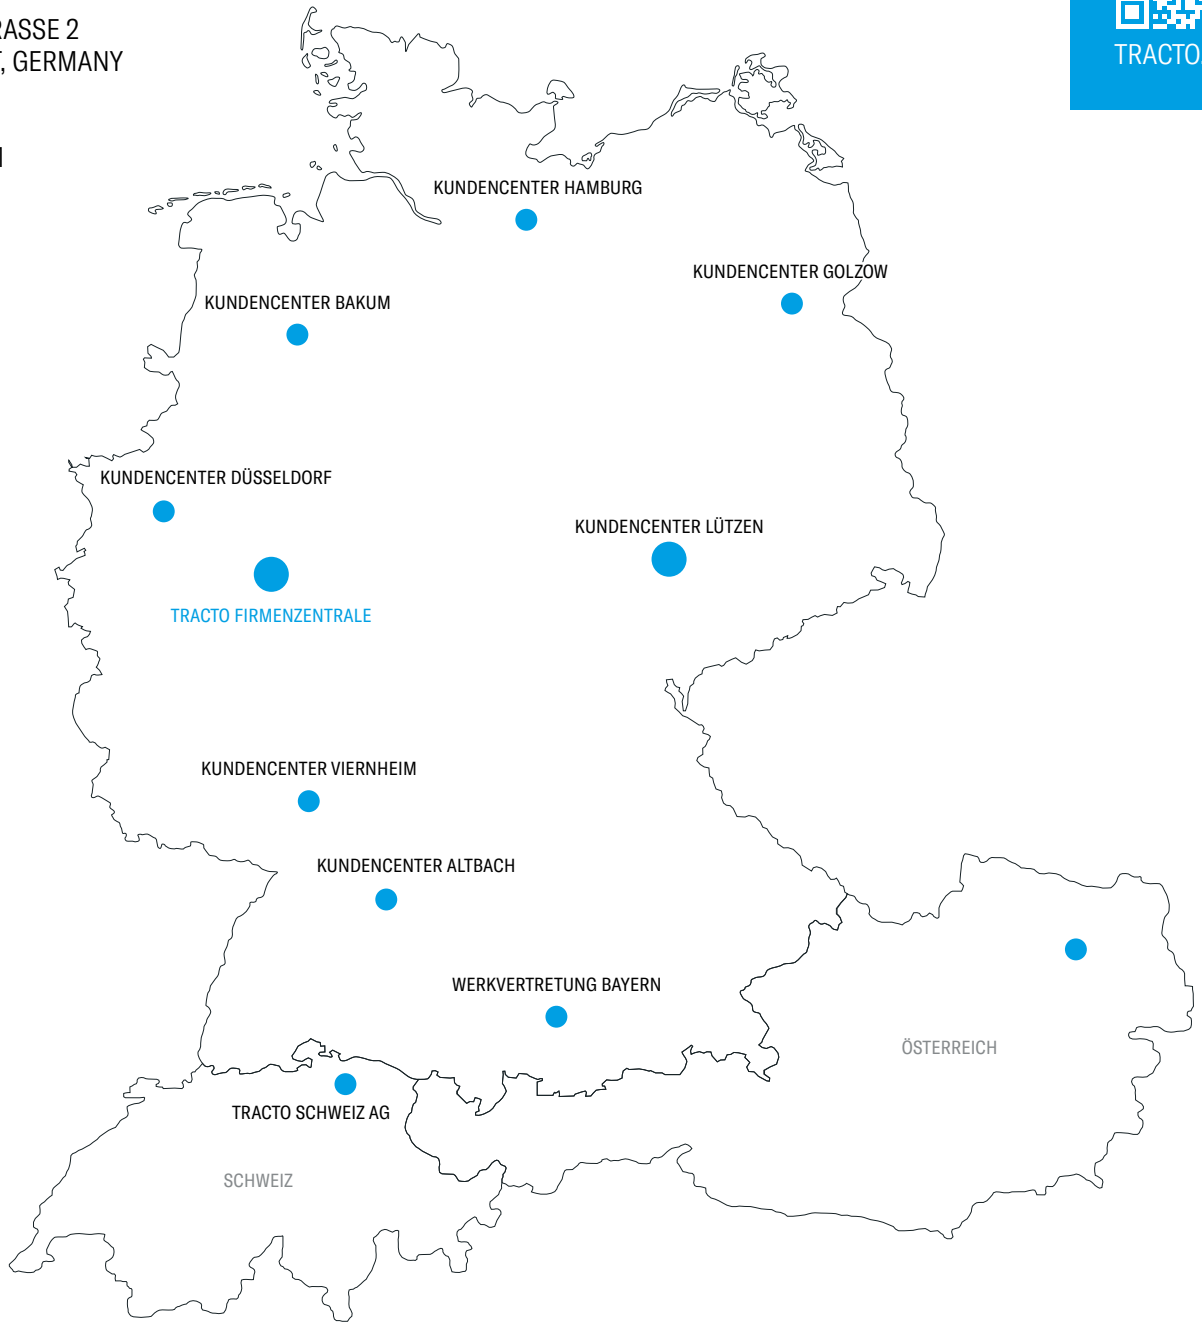 2
, GERMANY
TRACTO
KUNDENCENTER HAMBURG
KUNDENCENTER GOLZOW
KUNDENCENTER BAKUM
KUNDENCENTER DÜSSELDORF
KUNDENCENTER LÜTZEN
TRACTO FIRMENZENTRALE
KUNDENCENTER VIERNHEIM
KUNDENCENTER ALTBACH
WERKVERTRETUNG BAYERN
ÖSTERREICH
TRACTO SCHWEIZ AG
SCHWEIZ